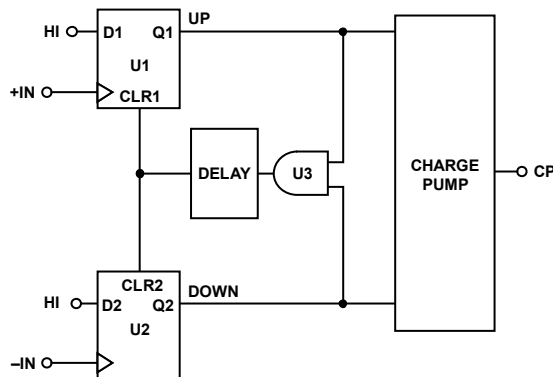 HI
D1
Q1
UP
U1
+IN
CLR1
DELAY
U3
CHARGE
PUMP
CP
CLR2
HI
D2
Q2
DOWN
U2
–IN